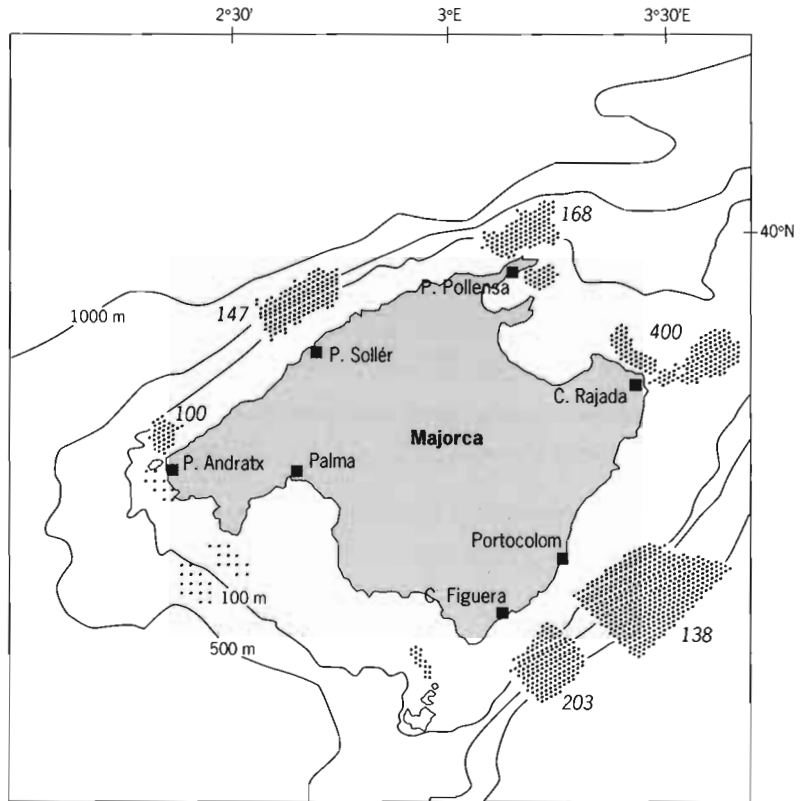 2°30' 3°E 3°30'E
168
40°N
P. Pollensa
147
1000 m
400
P. Sollér
C. Rajada
100
Majorca
P. Andratx
Palma
Portocolom
C. Figuera
100 m
138
500 m
203